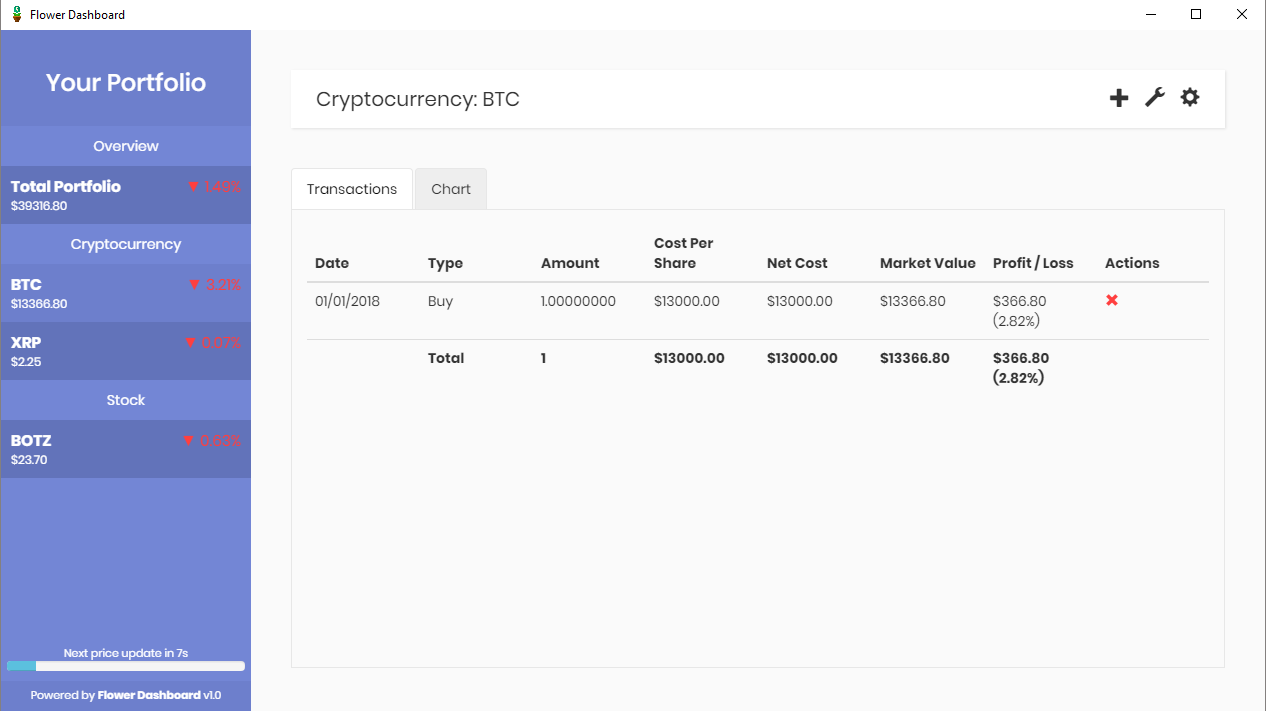 Flower Dashboard
Your Portfolio
Overview
Total Portfolio ▼ 1.49%
$39316.80
Cryptocurrency
BTC ▼ 3.21%
$13366.80
XRP ▼ 0.07%
$2.25
Stock
BOTZ ▼ 0.63%
$23.70
Next price update in 7s
Powered by Flower Dashboard v1.0
Cryptocurrency: BTC
Transactions Chart
Date Type Amount Cost Per Share Net Cost Market Value Profit / Loss Actions
01/01/2018 Buy 1.00000000 $13000.00 $13000.00 $13366.80 $366.80 (2.82%)
Total 1 $13000.00 $13000.00 $13366.80 $366.80 (2.82%)